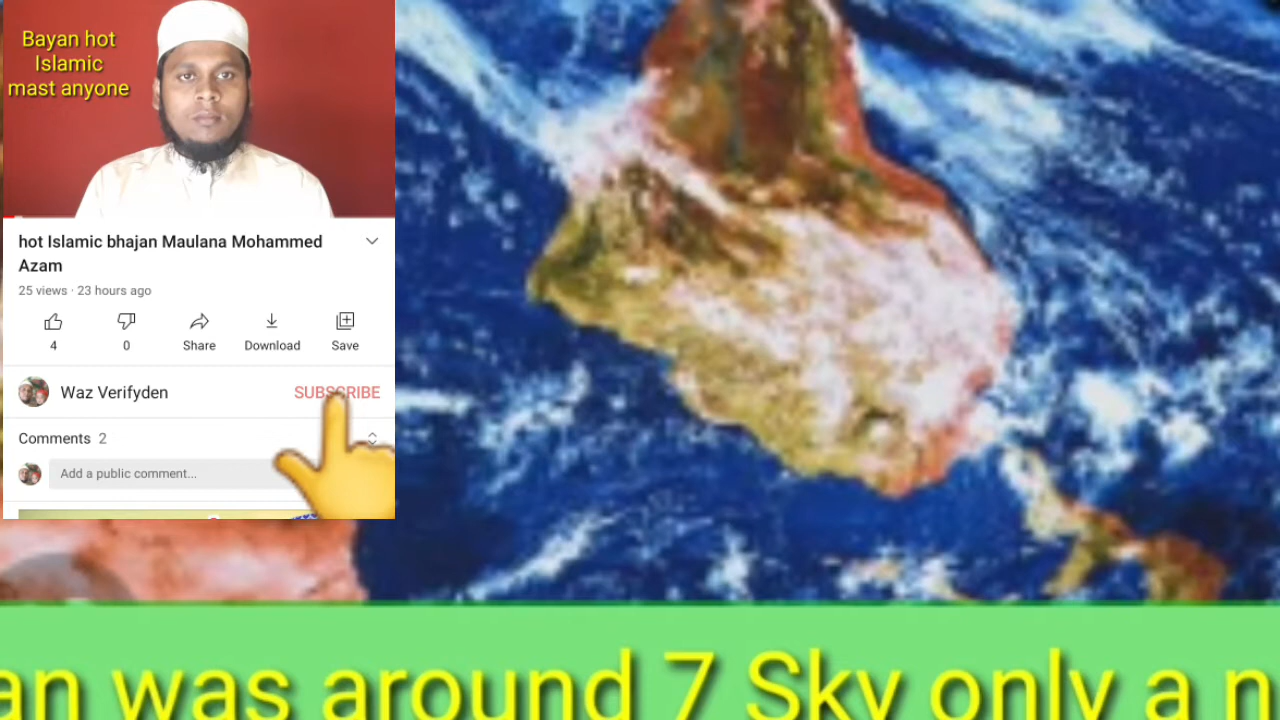 Bayan hot
Islamic
mast anyone
hot Islamic bhajan Maulana Mohammed
Azam
25 views · 23 hours ago
4
0
Share
Download
Save
Waz Verifyden
SUBSCRIBE
Comments 2
Add a public comment...
an was around 7 Sky only a n